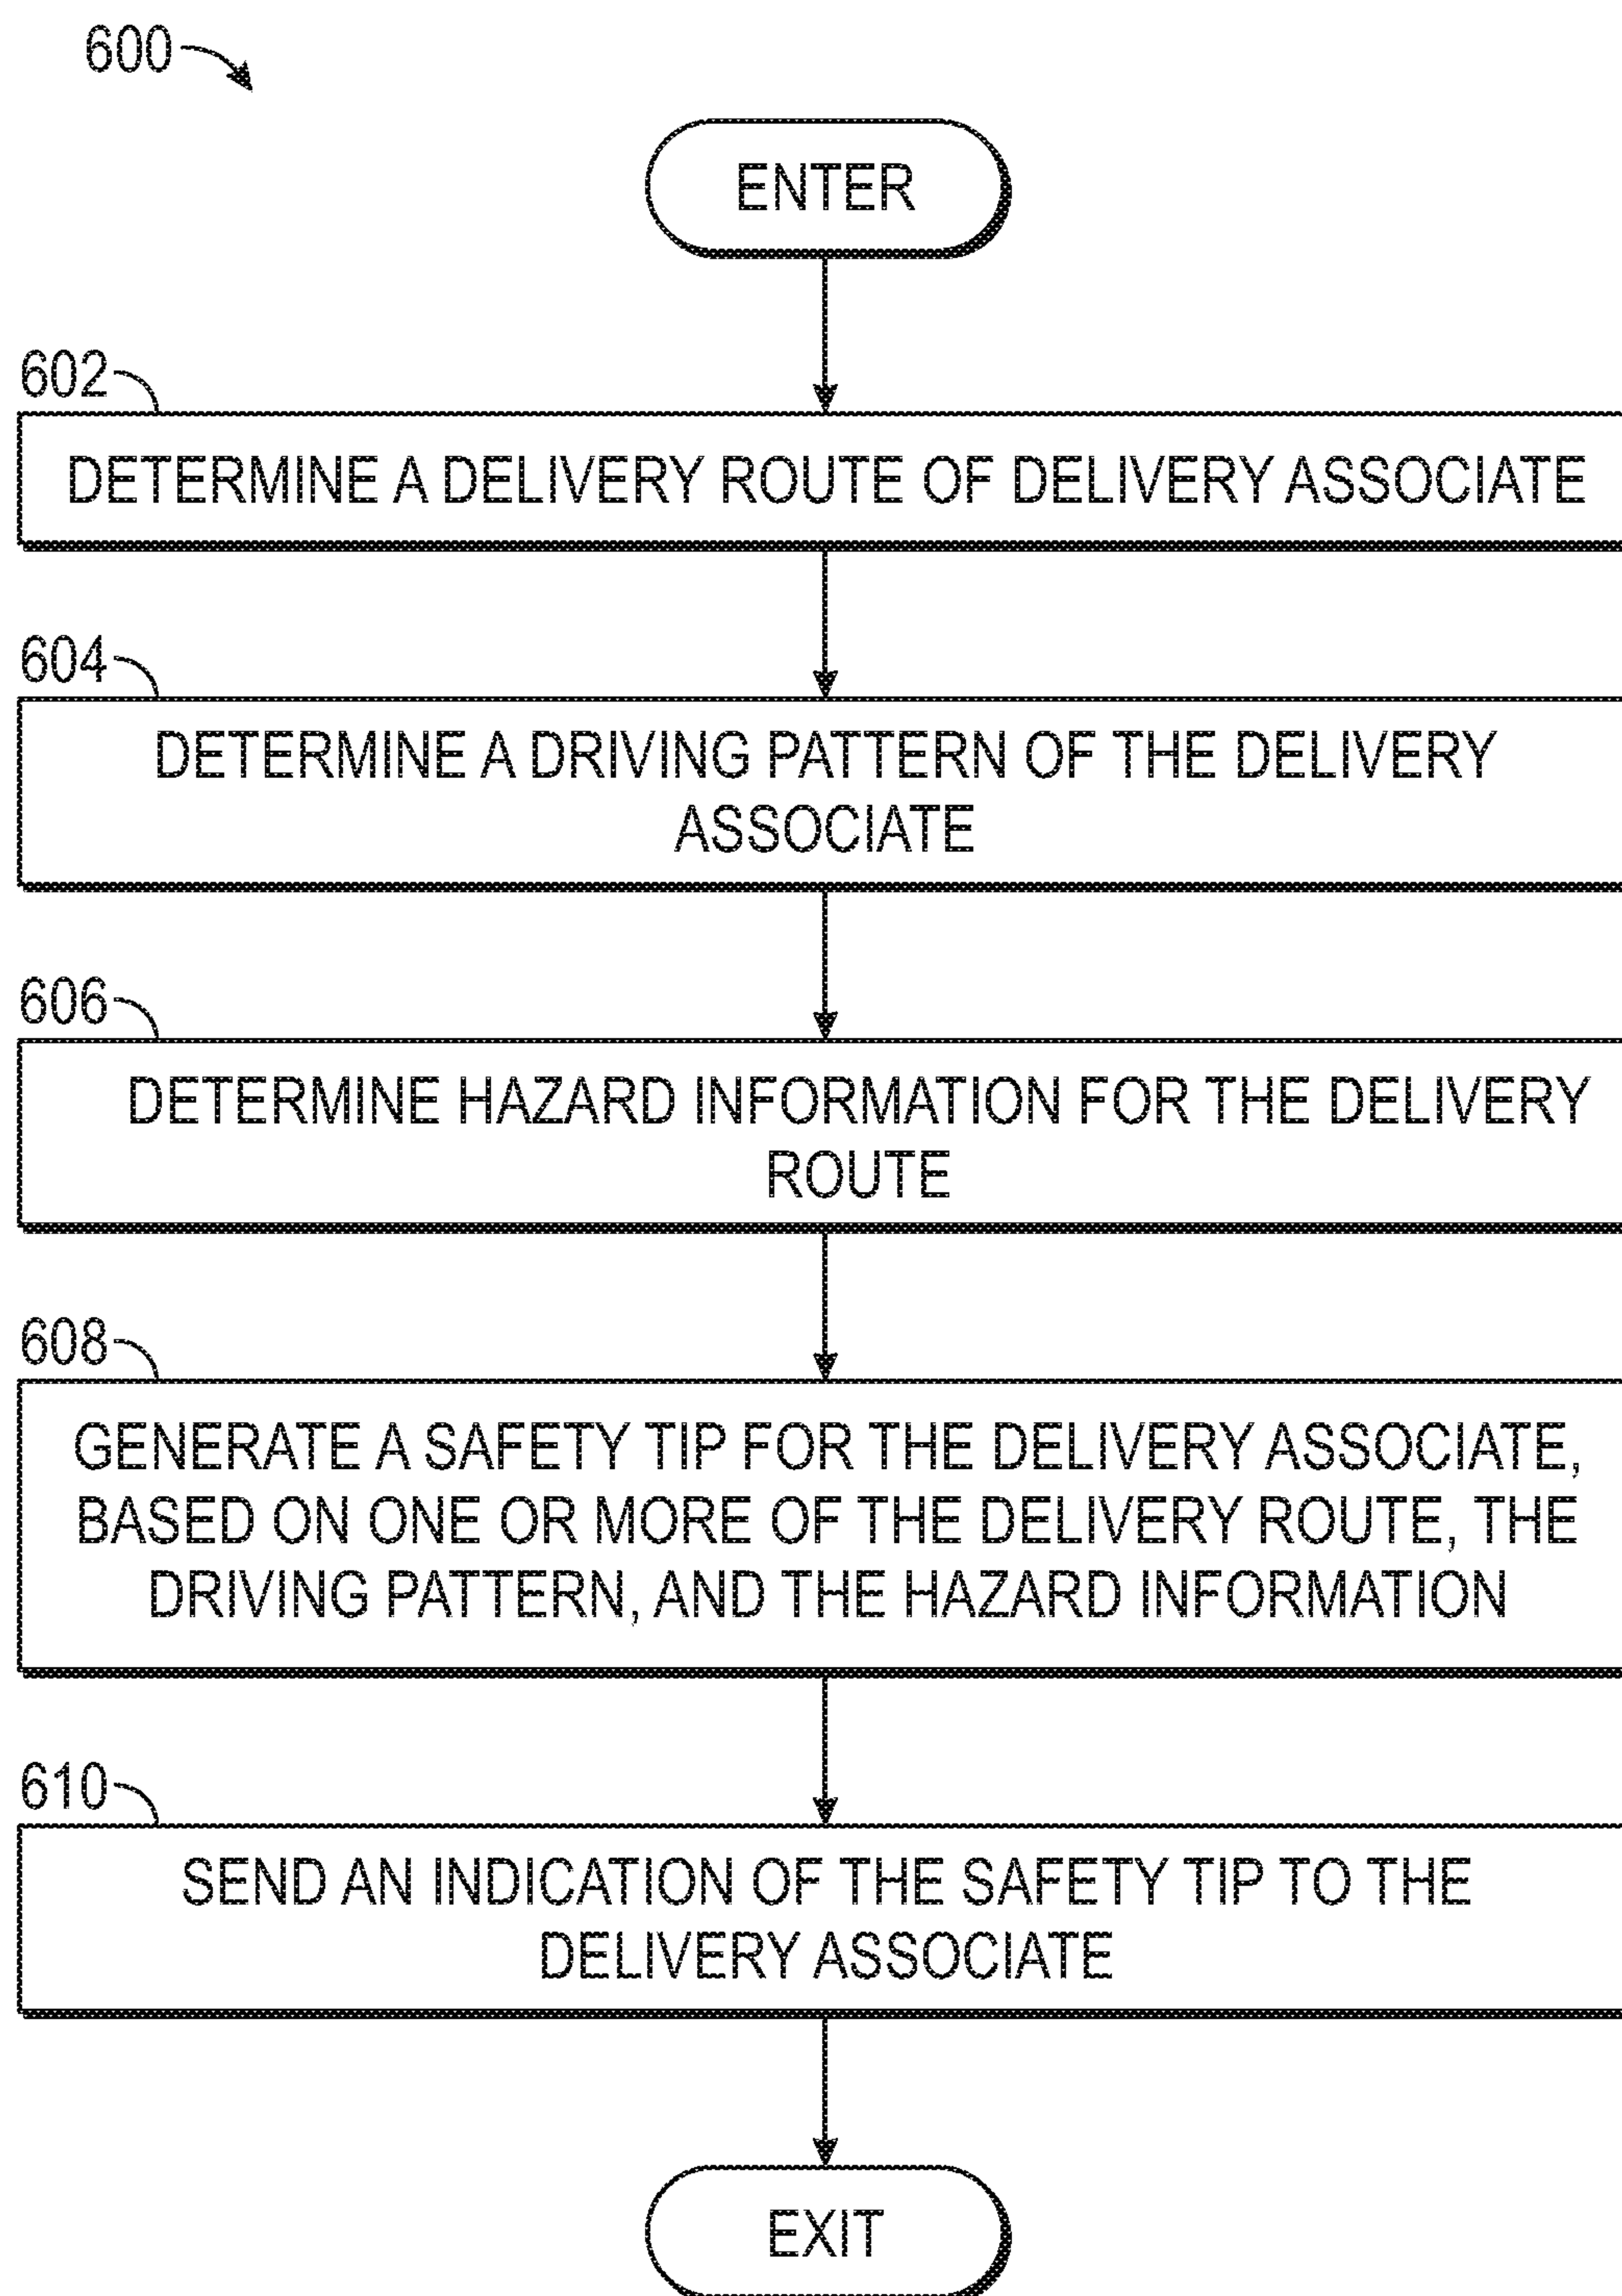 600
ENTER
602
DETERMINE A DELIVERY ROUTE OF DELIVERY ASSOCIATE
604
DETERMINE A DRIVING PATTERN OF THE DELIVERY
ASSOCIATE
606
DETERMINE HAZARD INFORMATION FOR THE DELIVERY
ROUTE
608
GENERATE A SAFETY TIP FOR THE DELIVERY ASSOCIATE,
BASED ON ONE OR MORE OF THE DELIVERY ROUTE, THE
DRIVING PATTERN, AND THE HAZARD INFORMATION
610
SEND AN INDICATION OF THE SAFETY TIP TO THE
DELIVERY ASSOCIATE
EXIT